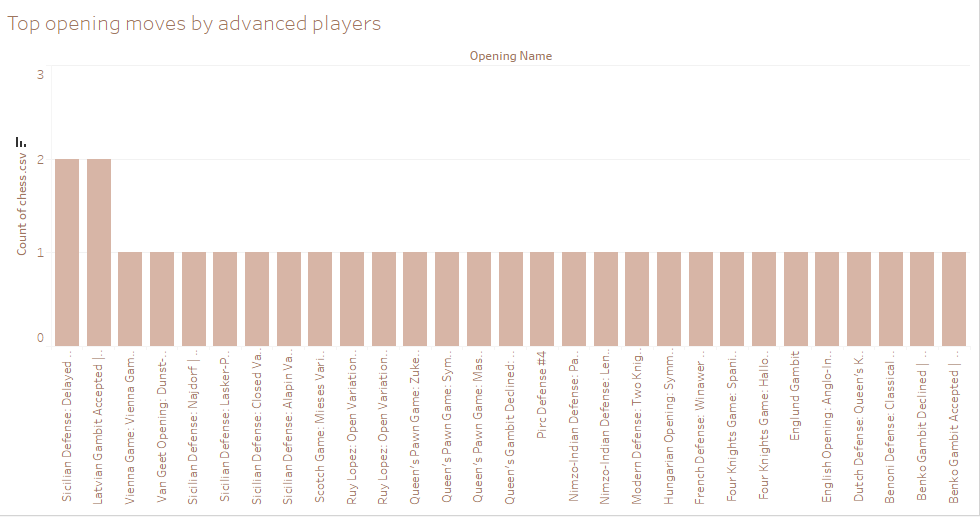 Top opening moves by advanced players
Opening Name
Count of chess.csv
3
2
1
0
Sicilian Defense: Delayed..
Latvian Gambit Accepted |..
Vienna Game: Vienna Gam..
Van Geet Opening: Dunst-..
Sicilian Defense: Najdorf | ..
Sicilian Defense: Lasker-P..
Sicilian Defense: Closed Va..
Sicilian Defense: Alapin Va..
Scotch Game: Mieses Vari..
Ruy Lopez: Open Variation..
Ruy Lopez: Open Variation..
Queen's Pawn Game: Zuke..
Queen's Pawn Game: Sym..
Queen's Pawn Game: Mas..
Queen's Gambit Declined:..
Pirc Defense #4
Nimzo-Indian Defense: Pa..
Nimzo-Indian Defense: Len..
Modern Defense: Two Knig..
Hungarian Opening: Symm..
French Defense: Winawer ..
Four Knights Game: Spani..
Four Knights Game: Hallo..
Englund Gambit
English Opening: Anglo-In..
Dutch Defense: Queen's K..
Benoni Defense: Classical ..
Benko Gambit Declined | ..
Benko Gambit Accepted | ..